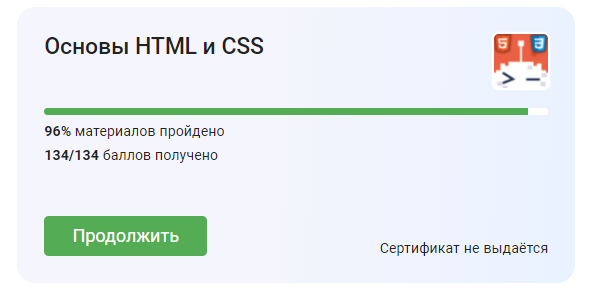 Основы HTML и CSS
96% материалов пройдено
134/134 баллов получено
Продолжить
Сертификат не выдаётся